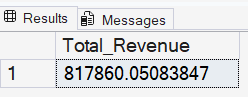 Results Messages
Total_Revenue
1 817860.05083847